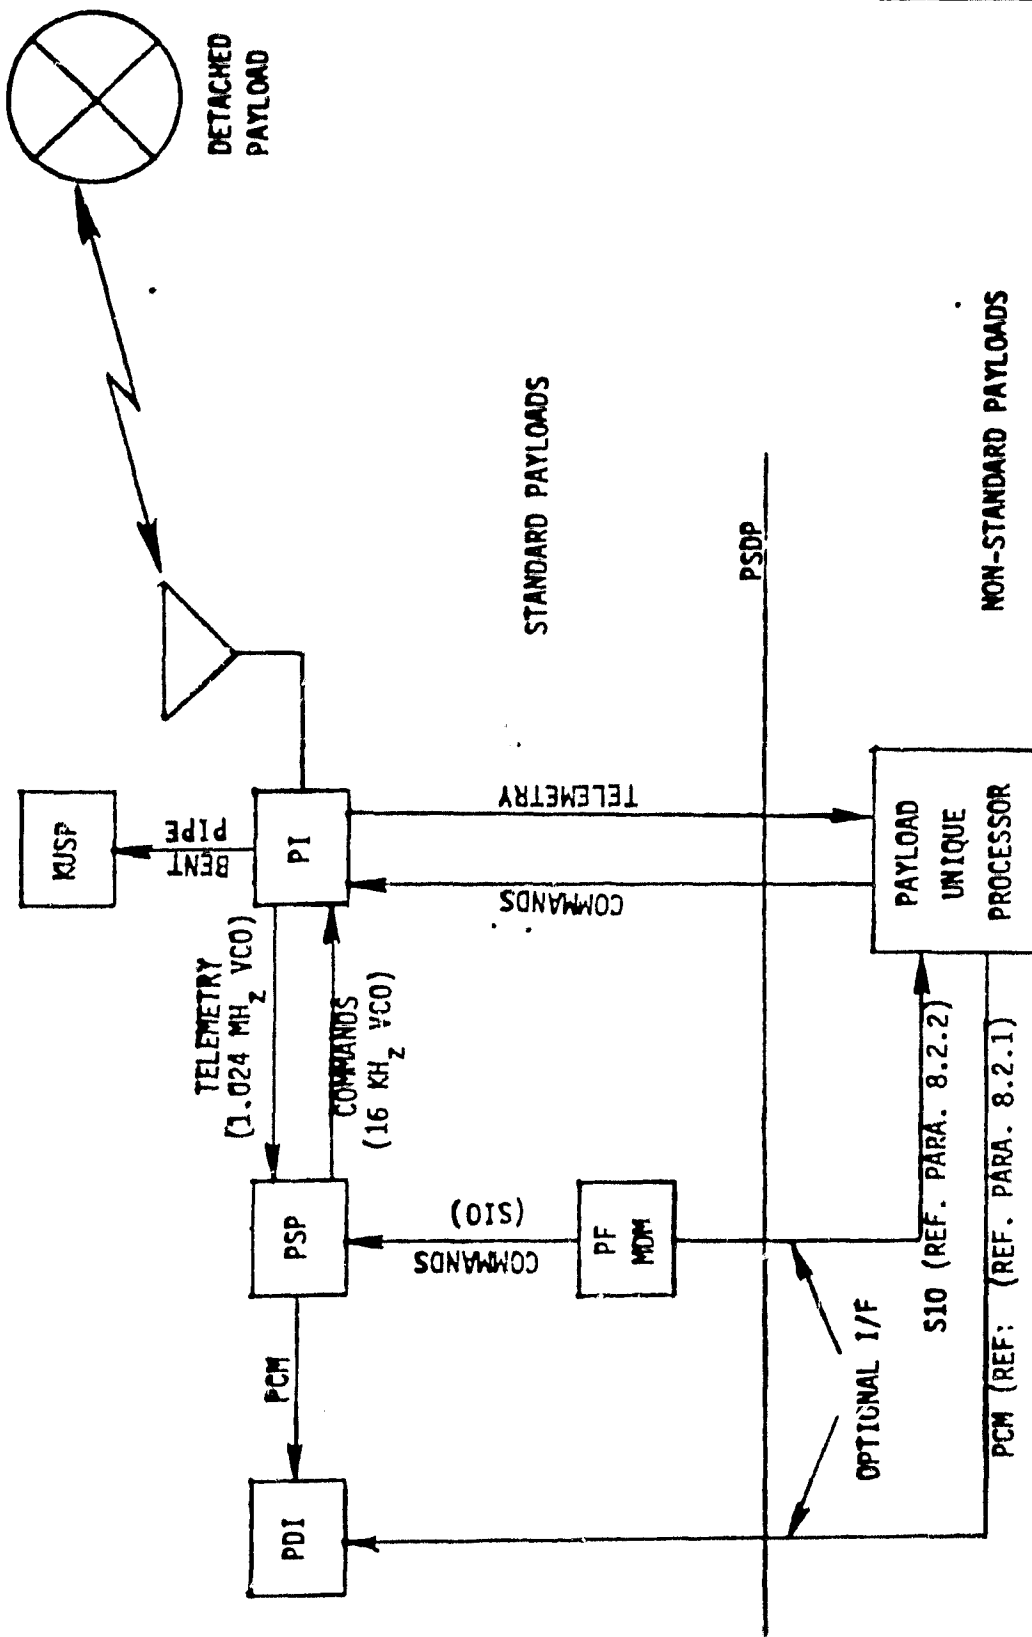 DETACHED
PAYLOAD
KUSP
BENT
PIPE
PI
TELEMETRY
(1.024 MHz VCO)
COMMANDS
(16 KHz VCO)
PSP
PCM
PDI
COMMANDS
(SIO)
PF
MDM
TELEMETRY
COMMANDS
STANDARD PAYLOADS
PSDP
OPTIONAL I/F
PAYLOAD
UNIQUE
PROCESSOR
SIO (REF. PARA. 8.2.2)
PCM (REF: (REF. PARA. 8.2.1)
NON-STANDARD PAYLOADS